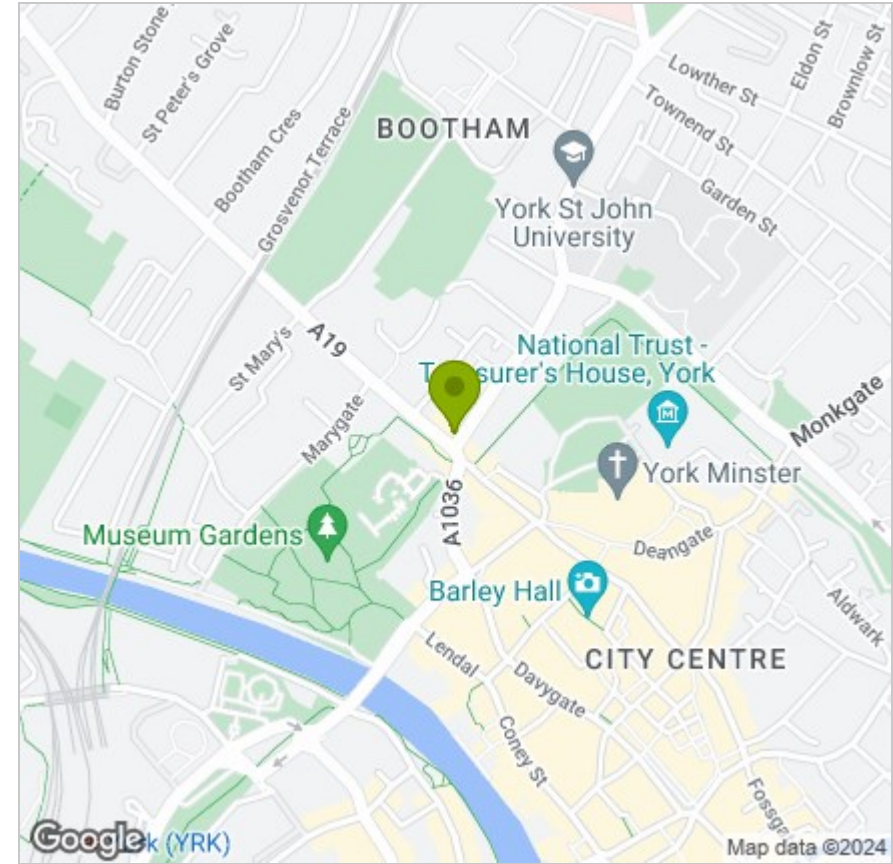 Burton Stone
St Peter's Grove
Bootham Cres
Grosvenor Terrace
BOOTHAM
Lowther St
Townend St
Eldon St
Brownlow St
Garden St
York St John
University
A19
St Mary's
Marygate
National Trust -
Treasurer's House, York
Monkgate
York Minster
A1036
Museum Gardens
Deangate
Barley Hall
Aldwark
Lendal
Davygate
CITY CENTRE
Coney St
Google
(YRK)
Map data ©2024